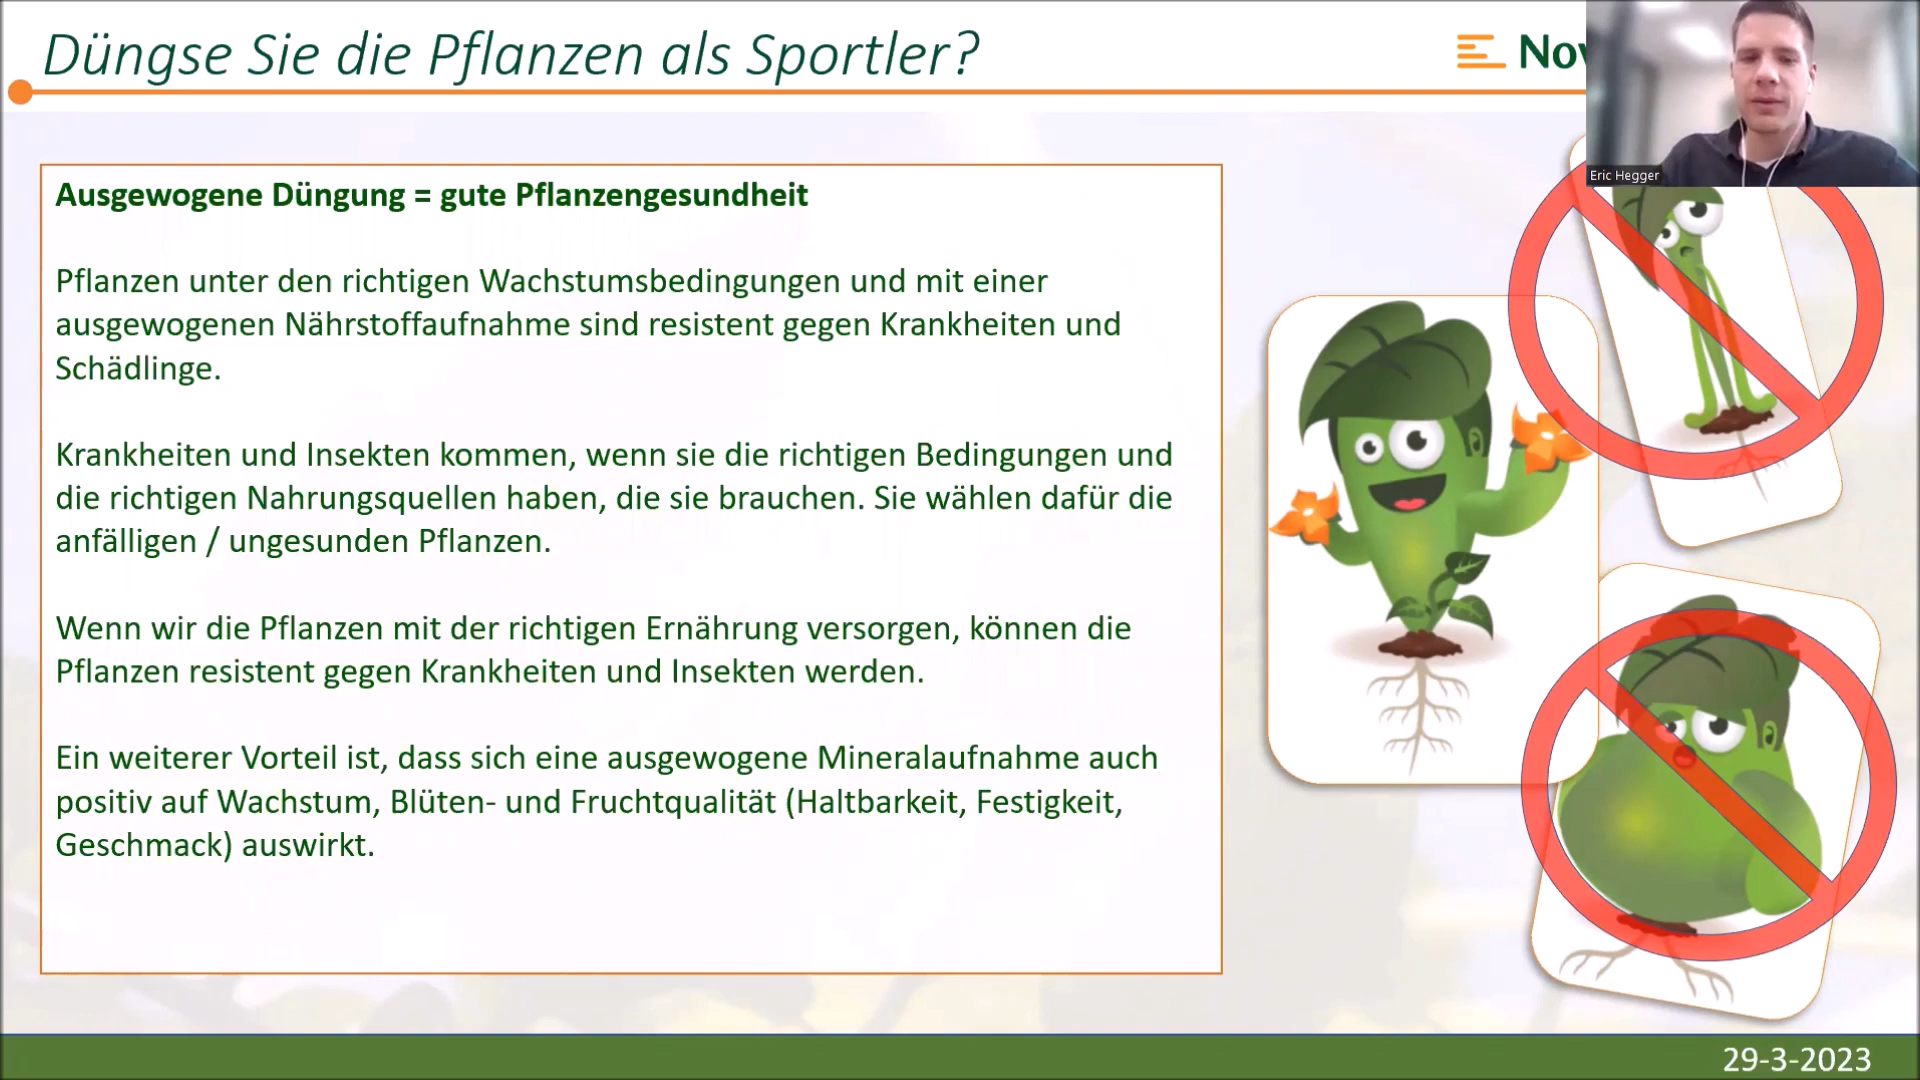 Düngse Sie die Pflanzen als Sportler?
Eric Hegger
Ausgewogene Düngung = gute Pflanzengesundheit
Pflanzen unter den richtigen Wachstumsbedingungen und mit einer
ausgewogenen Nährstoffaufnahme sind resistent gegen Krankheiten und
Schädlinge.
Krankheiten und Insekten kommen, wenn sie die richtigen Bedingungen und
die richtigen Nahrungsquellen haben, die sie brauchen. Sie wählen dafür die
anfälligen / ungesunden Pflanzen.
Wenn wir die Pflanzen mit der richtigen Ernährung versorgen, können die
Pflanzen resistent gegen Krankheiten und Insekten werden.
Ein weiterer Vorteil ist, dass sich eine ausgewogene Mineralaufnahme auch
positiv auf Wachstum, Blüten- und Fruchtqualität (Haltbarkeit, Festigkeit,
Geschmack) auswirkt.
29-3-2023